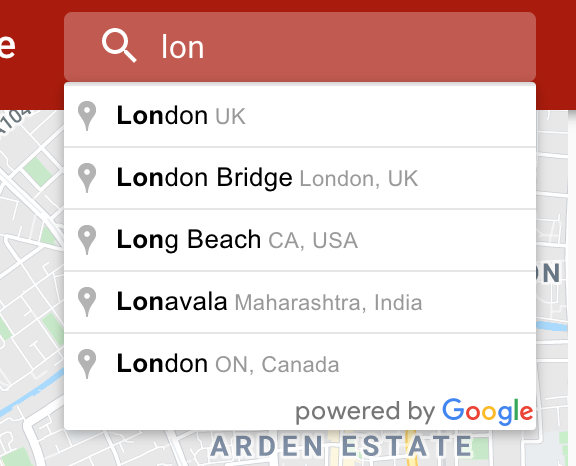 e
lon
A104
London UK
London Bridge London, UK
Long Beach CA, USA
ON
Lonavala Maharashtra, India
London ON, Canada
powered by Google
ARDEN ESTATE